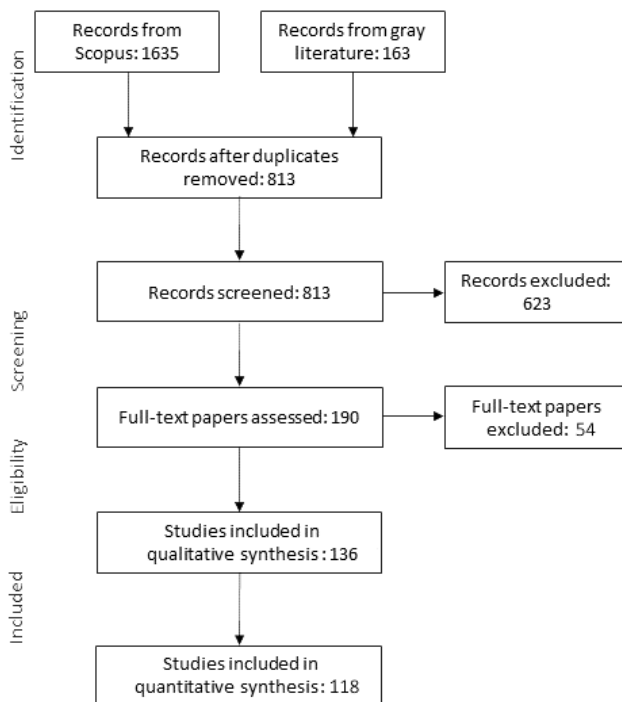 Identification
Records from
Scopus: 1635
Records from gray
literature: 163
Records after duplicates
removed: 813
Screening
Records screened: 813
Records excluded:
623
Eligibility
Full-text papers assessed: 190
Full-text papers
excluded: 54
Included
Studies included in
qualitative synthesis: 136
Studies included in
quantitative synthesis: 118